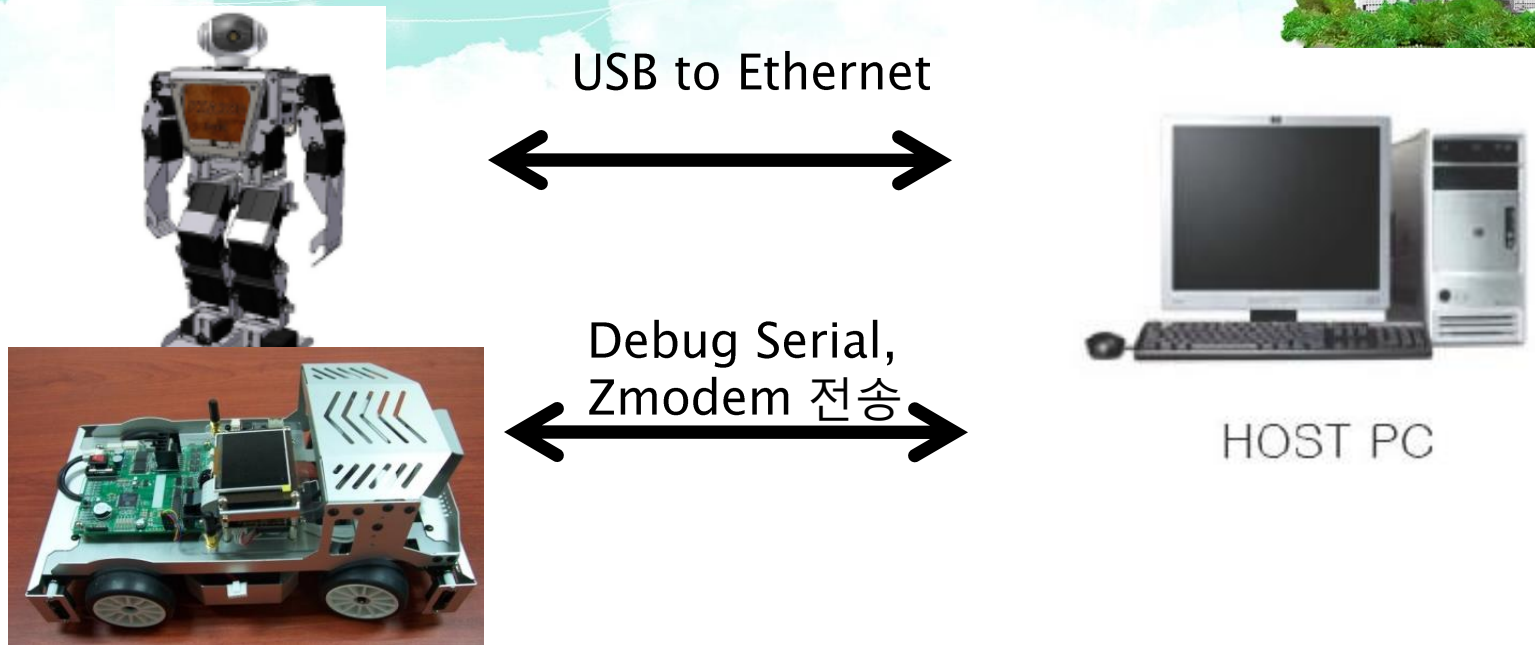 USB to Ethernet
Debug Serial,
Zmodem 전송
HOST PC